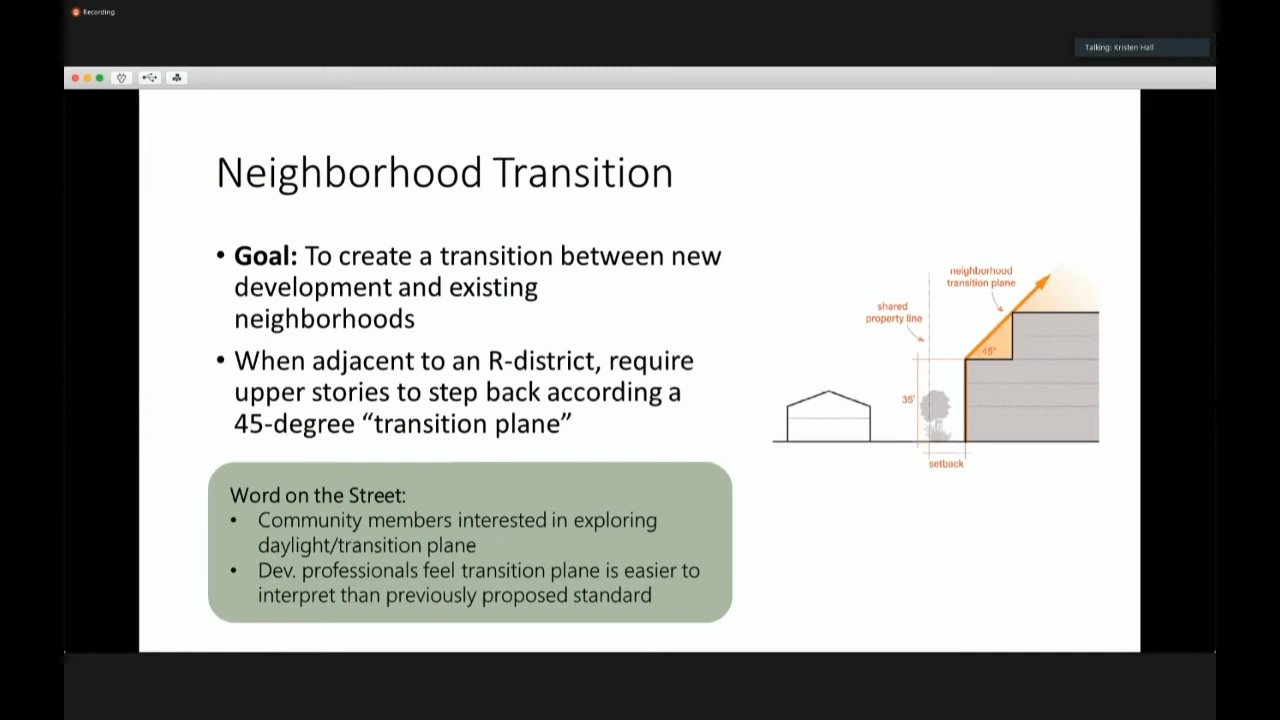 Recording
Talking: Kristen Hall
Neighborhood Transition
• Goal: To create a transition between new
development and existing
neighborhoods
• When adjacent to an R-district, require
upper stories to step back according a
45-degree “transition plane”
Word on the Street:
• Community members interested in exploring
daylight/transition plane
• Dev. professionals feel transition plane is easier to
interpret than previously proposed standard
neighborhood
transition plane
shared
property line
45°
35'
setback